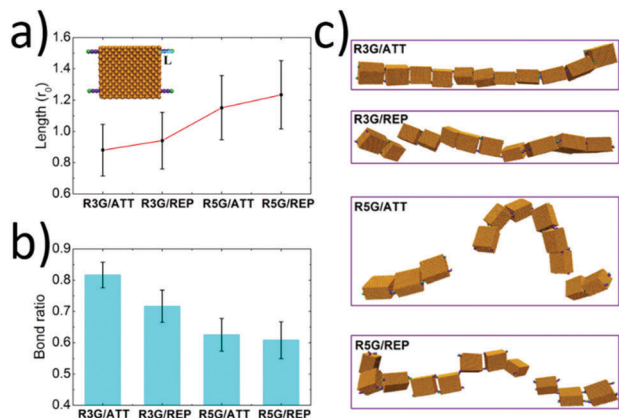 a)
1.6
1.4
1.2
1.0
0.8
0.6
Length (r₀)
L
R3G/ATT R3G/REP R5G/ATT R5G/REP
b)
0.9
0.8
0.7
0.6
0.5
0.4
Bond ratio
R3G/ATT R3G/REP R5G/ATT R5G/REP
c)
R3G/ATT
R3G/REP
R5G/ATT
R5G/REP